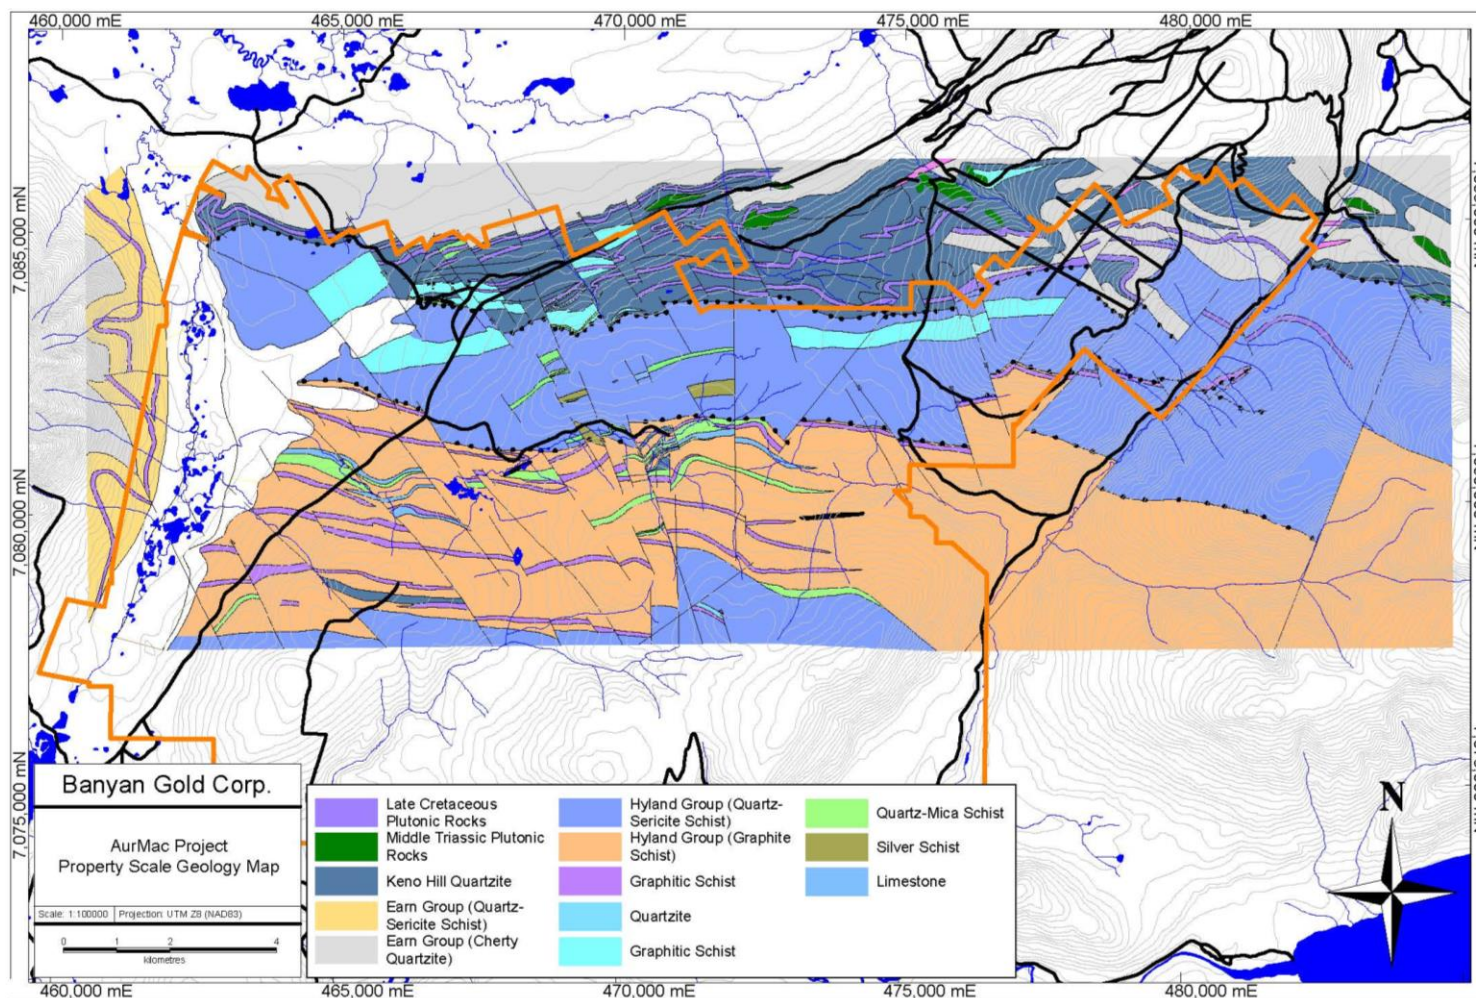 460,000 mE
465,000 mE
470,000 mE
475,000 mE
480,000 mE
7,085,000 mN
7,080,000 mN
7,075,000 mN
Banyan Gold Corp.
AurMac Project
Property Scale Geology Map
Scale: 1:100000
Projection: UTM Z8 (NAD83)
0
1
2
4
kilometres
Late Cretaceous
Plutonic Rocks
Middle Triassic Plutonic
Rocks
Keno Hill Quartzite
Earn Group (Quartz-
Sericite Schist)
Earn Group (Cherty
Quartzite)
Hyland Group (Quartz-
Sericite Schist)
Hyland Group (Graphite
Schist)
Graphitic Schist
Quartzite
Graphitic Schist
Quartz-Mica Schist
Silver Schist
Limestone
N
460,000 mE
365,000 mE
470,000 mE
475,000 mE
480,000 mE